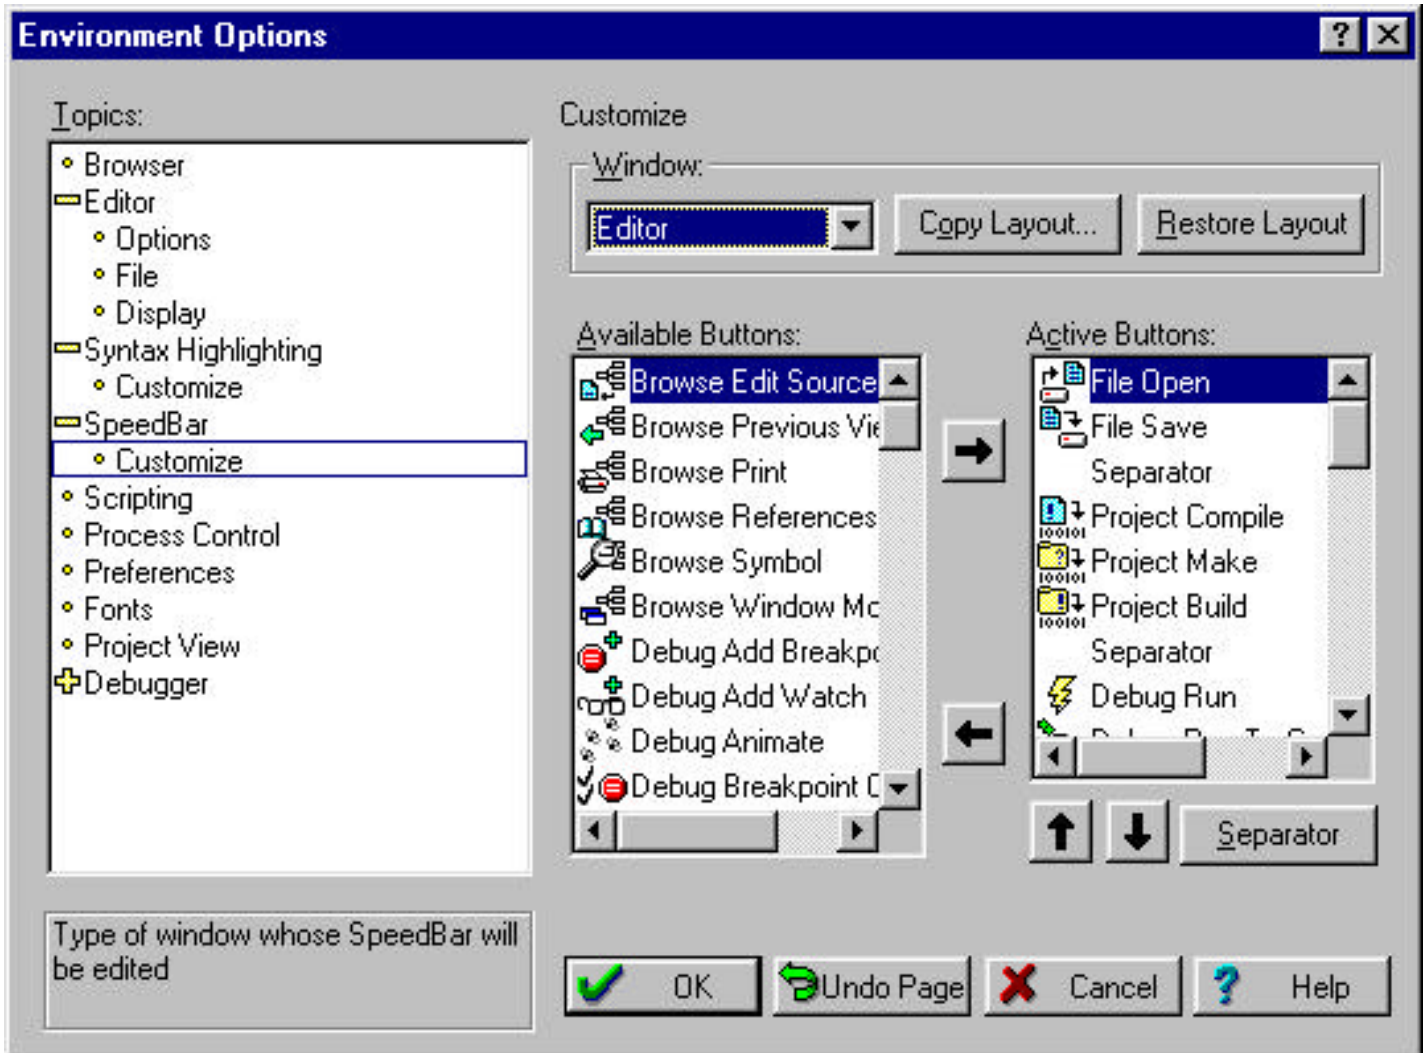 Environment Options
Topics:
Browser
Editor
Options
File
Display
Syntax Highlighting
Customize
SpeedBar
Customize
Scripting
Process Control
Preferences
Fonts
Project View
Debugger
Type of window whose SpeedBar will
be edited
Customize
Window:
Editor
Copy Layout...
Restore Layout
Available Buttons:
Browse Edit Source
Browse Previous Vie
Browse Print
Browse References
Browse Symbol
Browse Window Mo
Debug Add Breakpo
Debug Add Watch
Debug Animate
Debug Breakpoint
Active Buttons:
File Open
File Save
Separator
Project Compile
Project Make
Project Build
Separator
Debug Run
Separator
OK
Undo Page
Cancel
Help